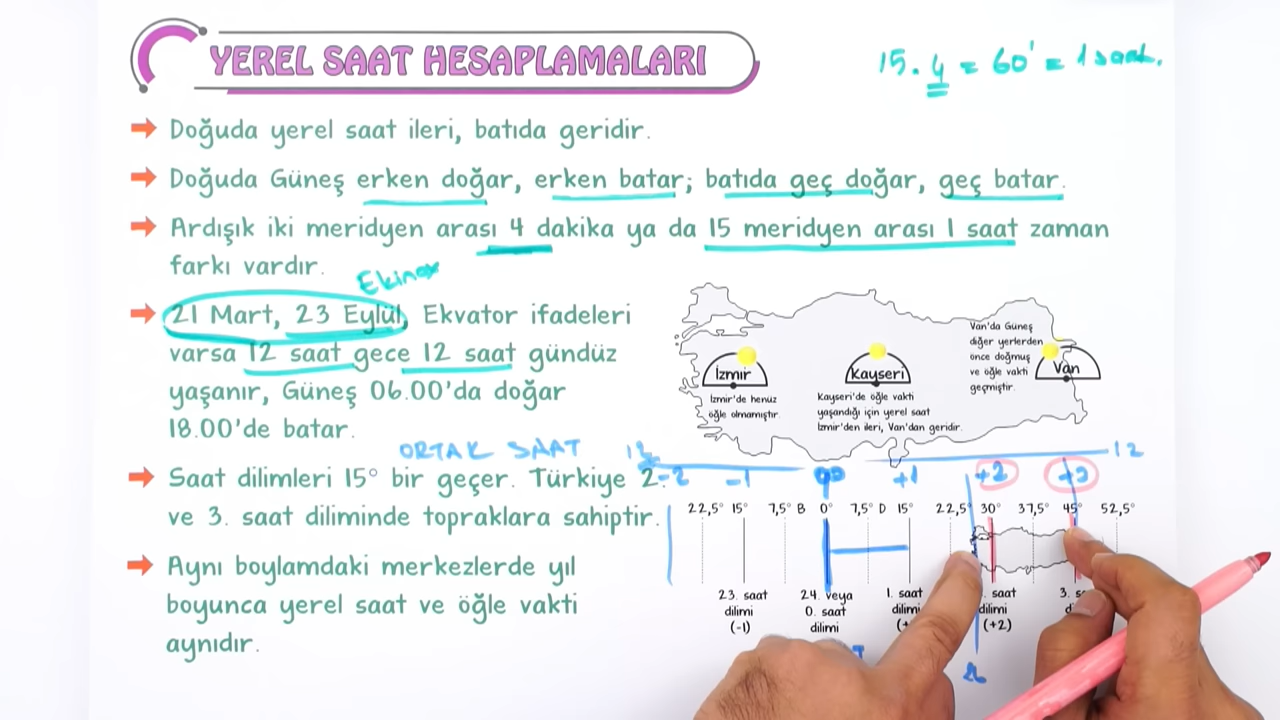 YEREL SAAT HESAPLAMALARI
15. 4 = 60' = 1 saat.
Doğuda yerel saat ileri, batıda geridir.
Doğuda Güneş erken doğar, erken batar; batıda geç doğar, geç batar.
Ardışık iki meridyen arası 4 dakika ya da 15 meridyen arası 1 saat zaman
farkı vardır.
Ekinox
21 Mart, 23 Eylül, Ekvator ifadeleri
varsa 12 saat gece 12 saat gündüz
yaşanır, Güneş 06.00'da doğar
18.00'de batar.
Saat dilimleri 15° bir geçer. Türkiye 2.
ve 3. saat diliminde topraklara sahiptir.
Aynı boylamdaki merkezlerde yıl
boyunca yerel saat ve öğle vakti
aynıdır.
İzmir
İzmir'de henüz
öğle olmamıştır.
Kayseri
Kayseri'de öğle vakti
yaşandığı için yerel saat
İzmir'den ileri, Van'dan geridir.
Van'da Güneş
diğer yerlerden
önce doğmuş
ve öğle vakti
geçmiştir.
Van
ORTAK SAAT
12
12
-2 -1 +1 +2 +3
22,5° 15° 7,5° B 0° 7,5° D 15° 22,5° 30° 37,5° 45° 52,5°
23. saat
dilimi
(-1)
24. veya
0. saat
dilimi
1. saat
dilimi
saat
dilimi
(+2)
3.